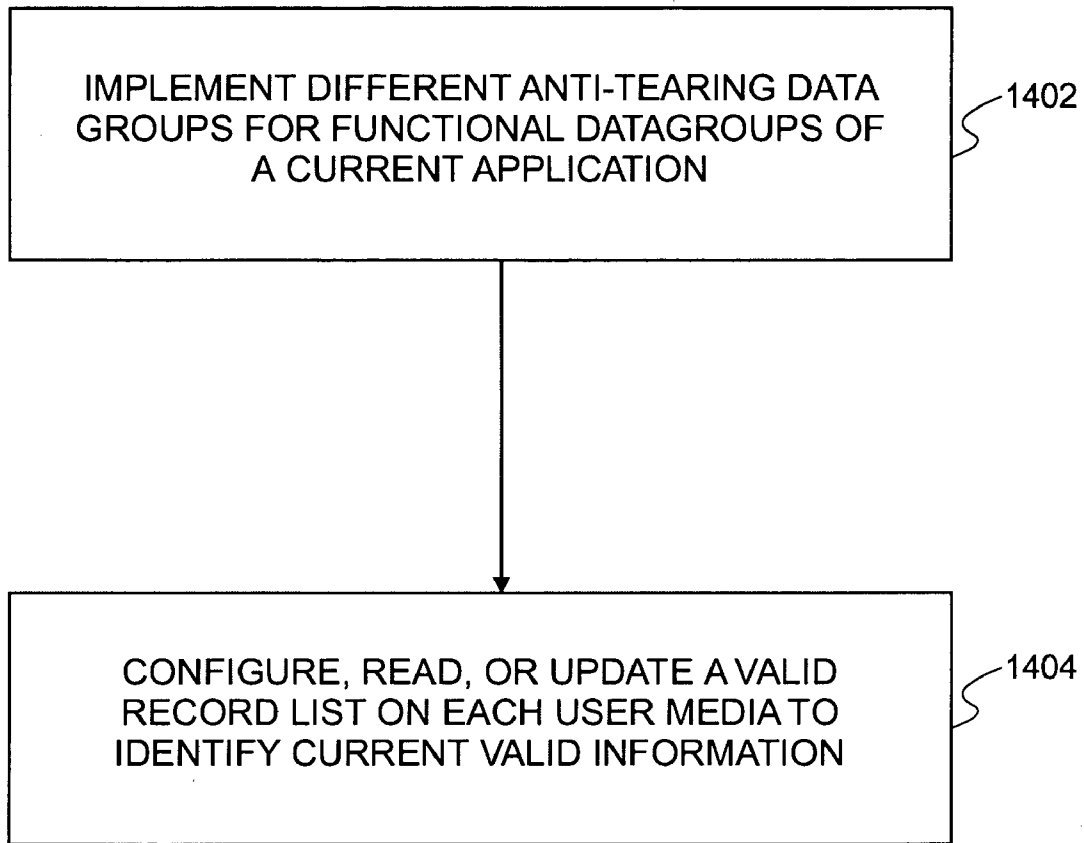 IMPLEMENT DIFFERENT ANTI-TEARING DATA
GROUPS FOR FUNCTIONAL DATAGROUPS OF
A CURRENT APPLICATION
1402
CONFIGURE, READ, OR UPDATE A VALID
RECORD LIST ON EACH USER MEDIA TO
IDENTIFY CURRENT VALID INFORMATION
1404